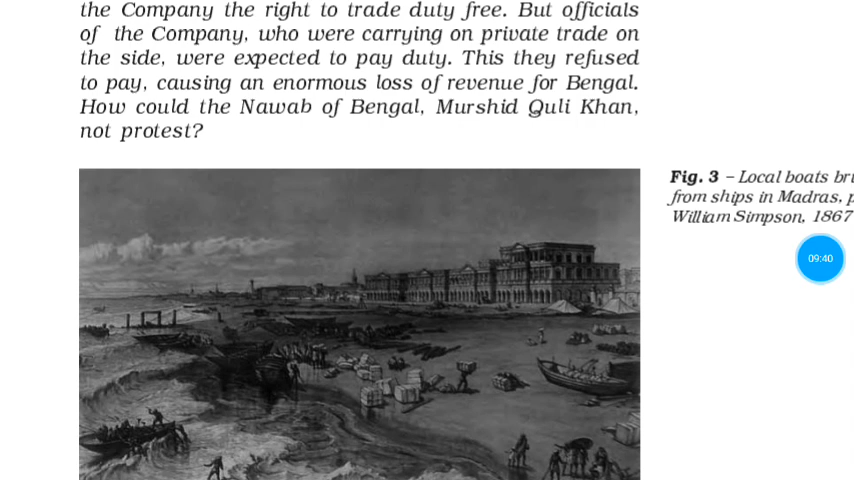 the Company the right to trade duty free. But officials
of the Company, who were carrying on private trade on
the side, were expected to pay duty. This they refused
to pay, causing an enormous loss of revenue for Bengal.
How could the Nawab of Bengal, Murshid Quli Khan,
not protest?
Fig. 3 – Local boats
from ships in Madras,
William Simpson, 1867
09:40